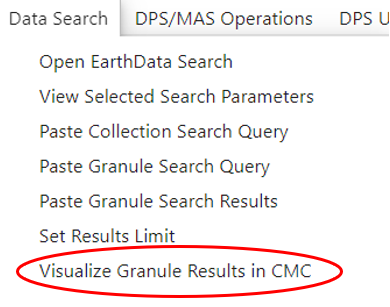 Data Search DPS/MAS Operations DPS U
Open EarthData Search
View Selected Search Parameters
Paste Collection Search Query
Paste Granule Search Query
Paste Granule Search Results
Set Results Limit
Visualize Granule Results in CMC